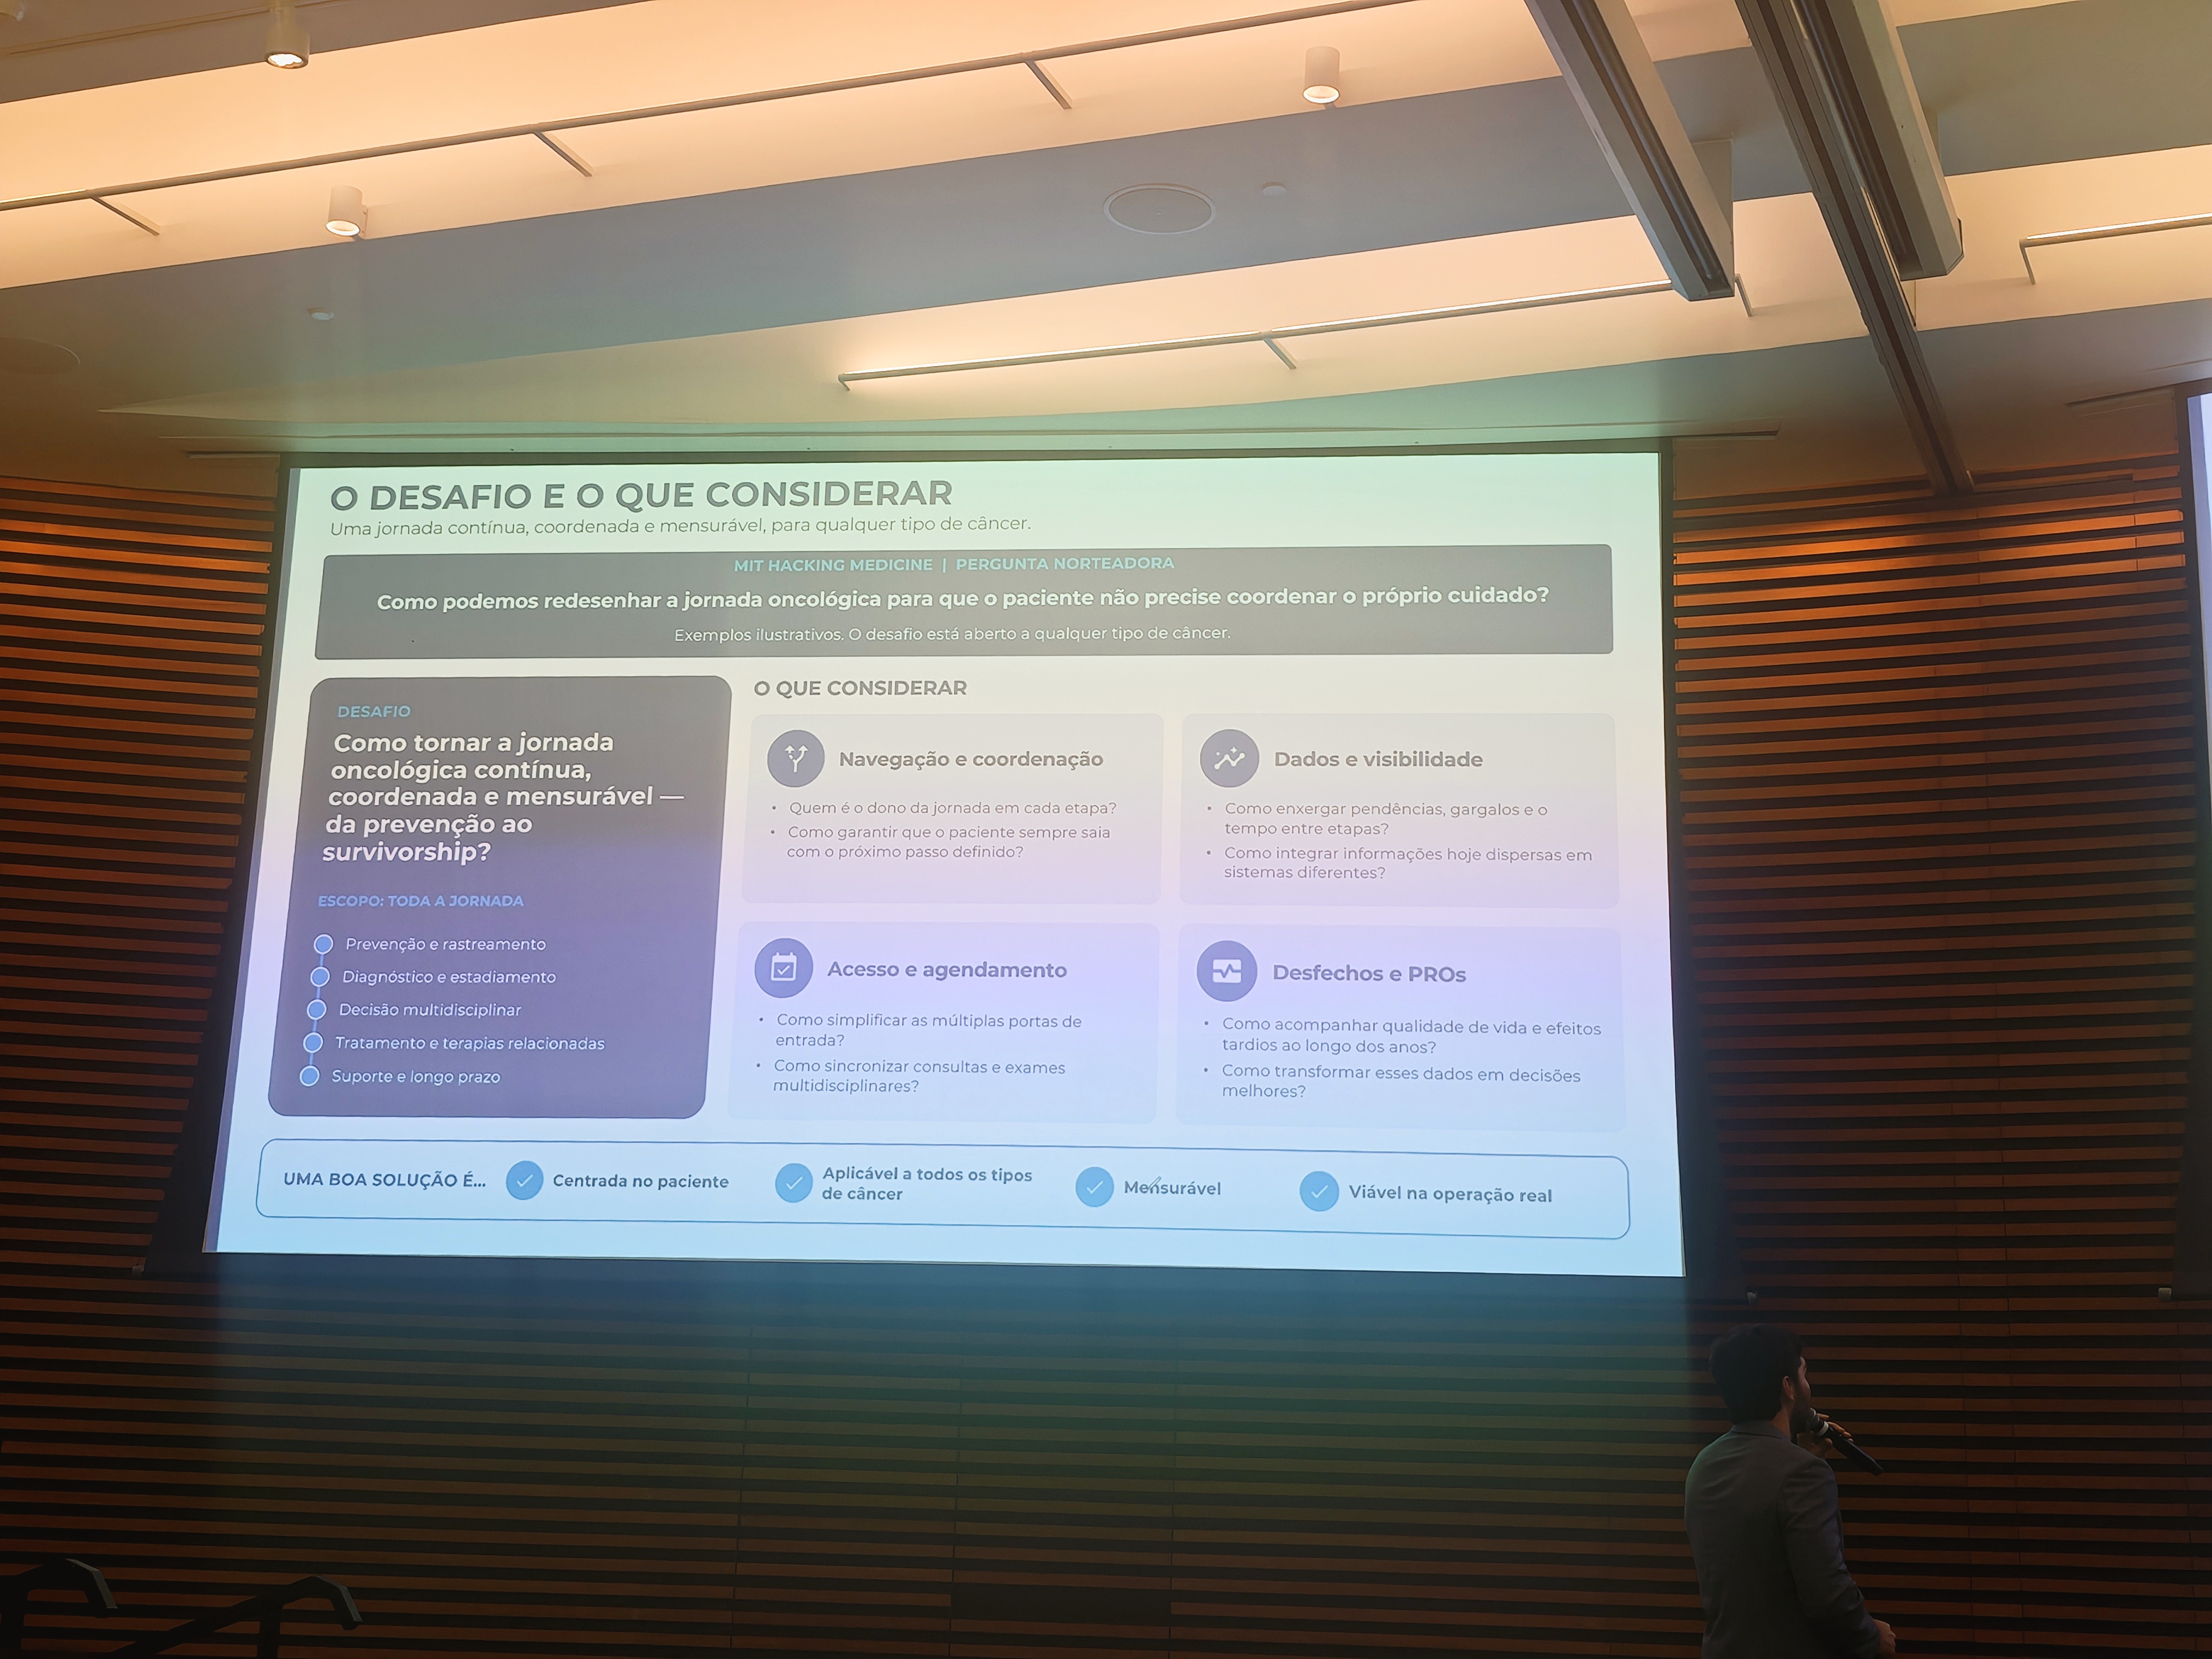 O DESAFIO E O QUE CONSIDERAR
Uma jornada contínua, coordenada e mensurável, para qualquer tipo de câncer.
MIT HACKING MEDICINE | PERGUNTA NORTEADORA
Como podemos redesenhar a jornada oncológica para que o paciente não precise coordenar o próprio cuidado?
Exemplos ilustrativos. O desafio está aberto a qualquer tipo de câncer.
DESAFIO
Como tornar a jornada
oncológica contínua,
coordenada e mensurável —
da prevenção ao
survivorship?
ESCOPO: TODA A JORNADA
Prevenção e rastreamento
Diagnóstico e estadiamento
Decisão multidisciplinar
Tratamento e terapias relacionadas
Suporte e longo prazo
O QUE CONSIDERAR
Navegação e coordenação
• Quem é o dono da jornada em cada etapa?
• Como garantir que o paciente sempre saia
com o próximo passo definido?
Dados e visibilidade
• Como enxergar pendências, gargalos e o
tempo entre etapas?
• Como integrar informações hoje dispersas em
sistemas diferentes?
Acesso e agendamento
• Como simplificar as múltiplas portas de
entrada?
• Como sincronizar consultas e exames
multidisciplinares?
Desfechos e PROs
• Como acompanhar qualidade de vida e efeitos
tardios ao longo dos anos?
• Como transformar esses dados em decisões
melhores?
UMA BOA SOLUÇÃO É...
Centrada no paciente
Aplicável a todos os tipos
de câncer
Mensurável
Viável na operação real